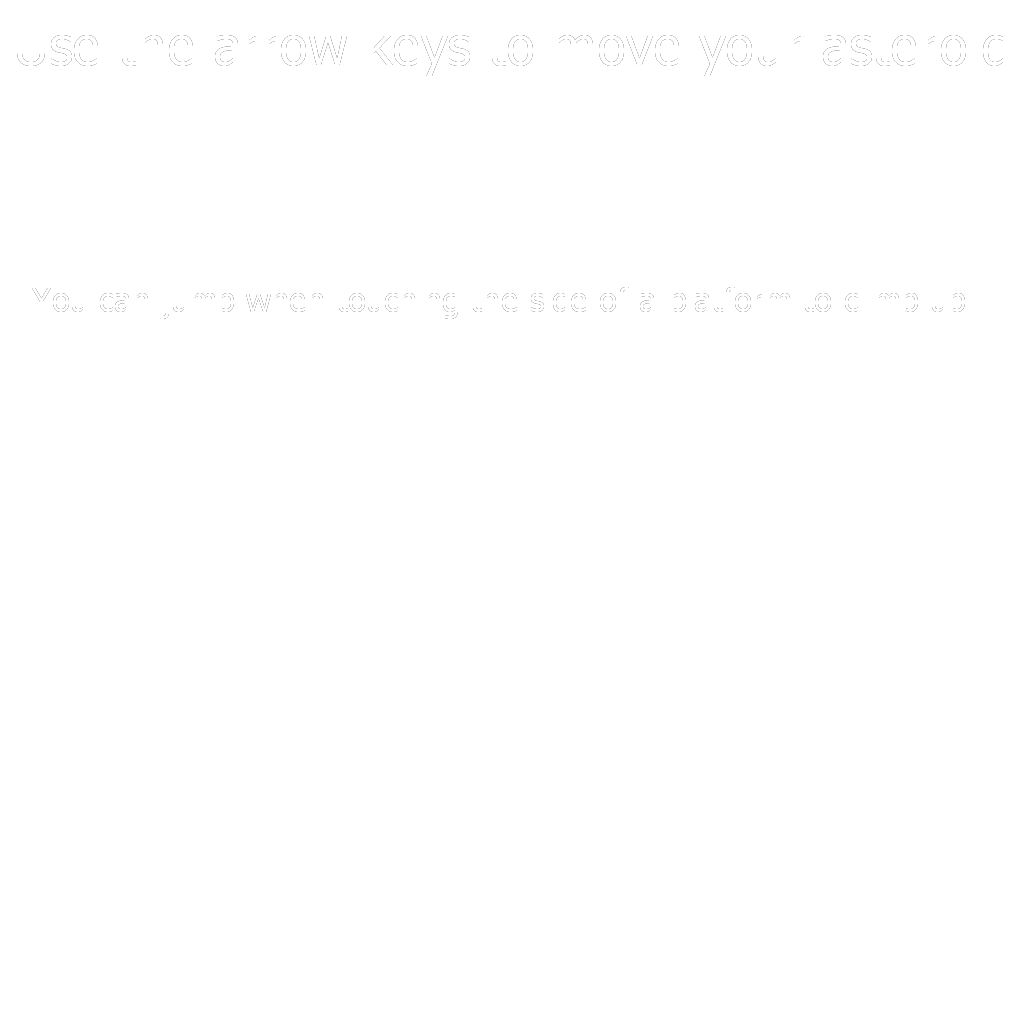 Use the arrow keys to move your asteroid
You can jump when touching the side of a platform to climb up